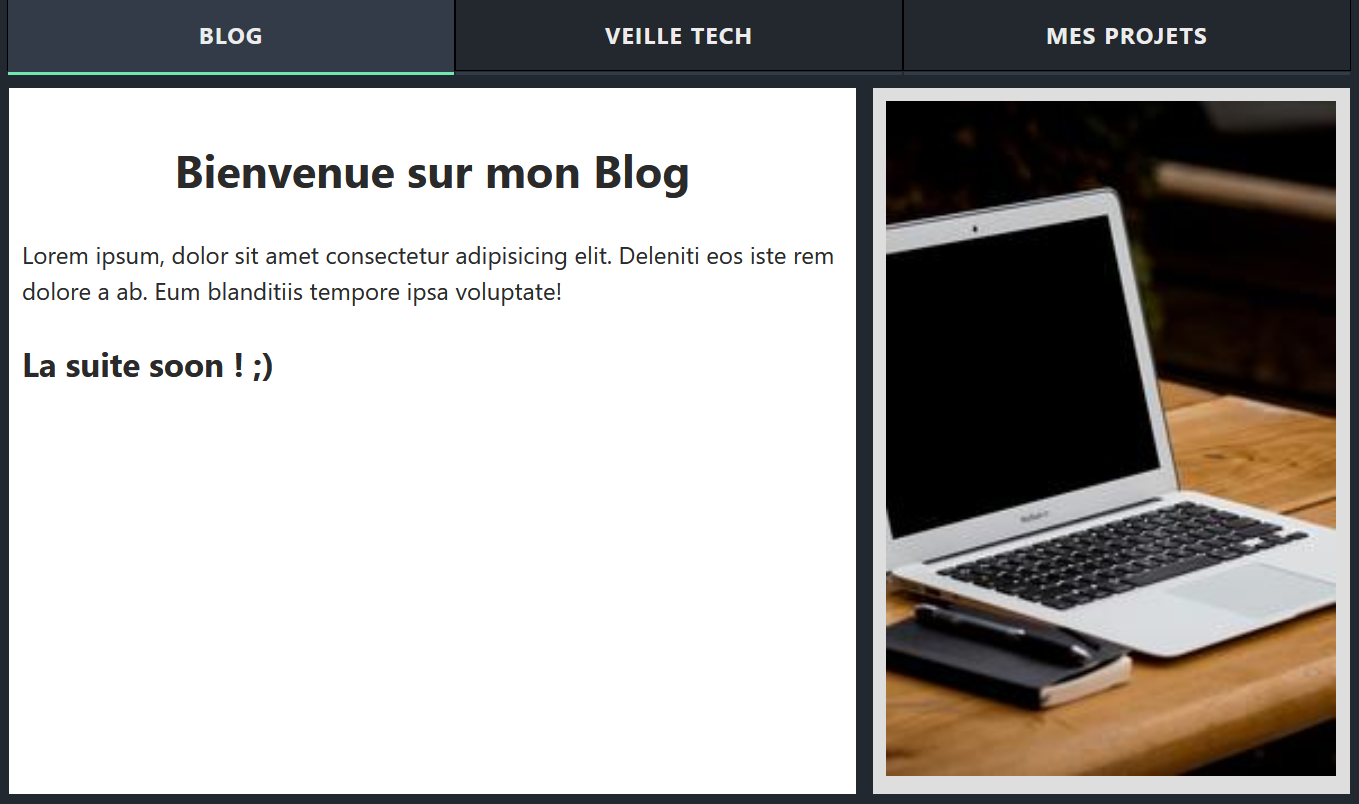 BLOG
VEILLE TECH
MES PROJETS
Bienvenue sur mon Blog
Lorem ipsum, dolor sit amet consectetur adipisicing elit. Deleniti eos iste rem
dolore a ab. Eum blanditiis tempore ipsa voluptate!
La suite soon ! ;)